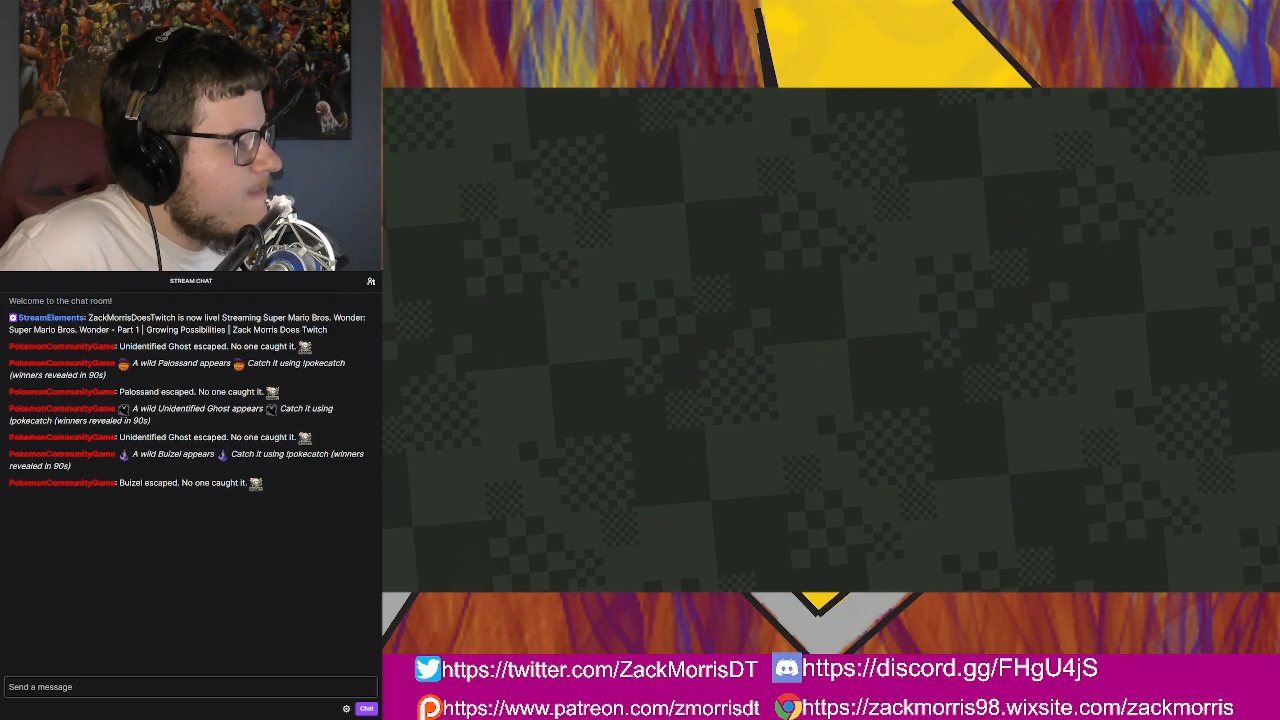 STREAM CHAT
Welcome to the chat room!
StreamElements: ZackMorrisDoesTwitch is now live! Streaming Super Mario Bros. Wonder:
Super Mario Bros. Wonder - Part 1 | Growing Possibilities | Zack Morris Does Twitch
PokemonCommunityGame: Unidentified Ghost escaped. No one caught it.
PokemonCommunityGame A wild Palossand appears Catch it using !pokecatch
(winners revealed in 90s)
PokemonCommunityGame: Palossand escaped. No one caught it.
PokemonCommunityGame A wild Unidentified Ghost appears Catch it using
!pokecatch (winners revealed in 90s)
PokemonCommunityGame: Unidentified Ghost escaped. No one caught it.
PokemonCommunityGame A wild Buizel appears Catch it using !pokecatch (winners
revealed in 90s)
PokemonCommunityGame: Buizel escaped. No one caught it.
Send a message
Chat
https://twitter.com/ZackMorrisDT
https://discord.gg/FHgU4jS
https://www.patreon.com/zmorrisdt
https://zackmorris98.wixsite.com/zackmorris